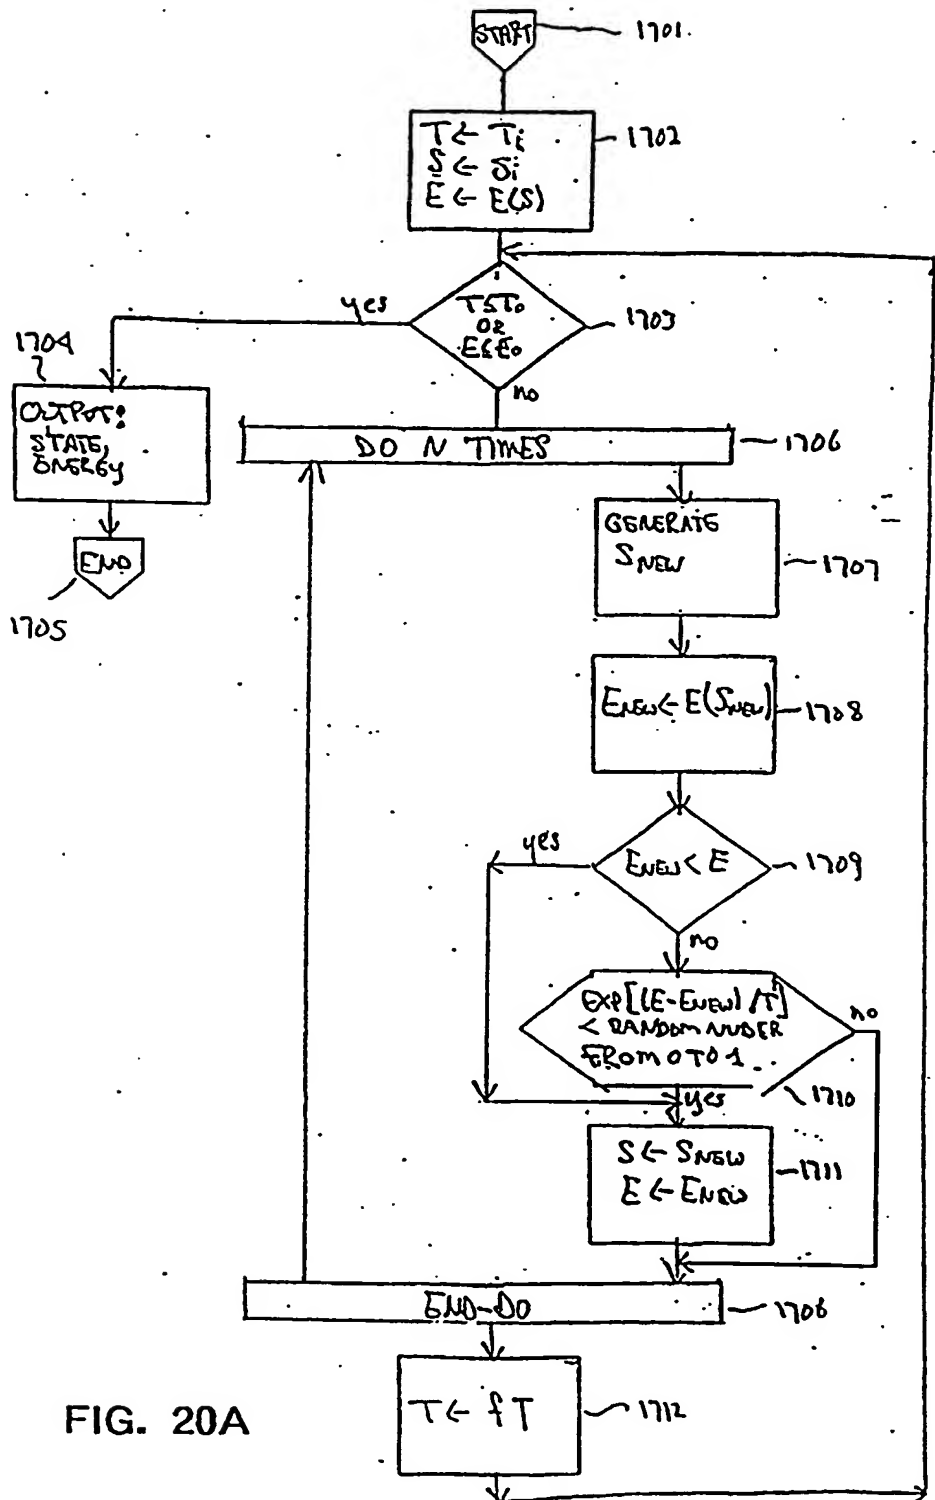 START
1701.
T ← Ti
S ← Si
E ← E(S)
1702
T≤T₀
OR
E≤E₀
1703
yes
no
1704
OUTPUT:
STATE,
ENERGY
END
1705
DO N TIMES
1706
GENERATE
SNEW
1707
ENEW ← E(SNEW)
1708
ENEW < E
1709
yes
no
EXP[(E-ENEW)/T]
< RANDOM NUBER
FROM 0 TO 1
1710
no
yes
S ← SNEW
E ← ENEW
1711
END-DO
1706
T ← fT
1712
FIG. 20A